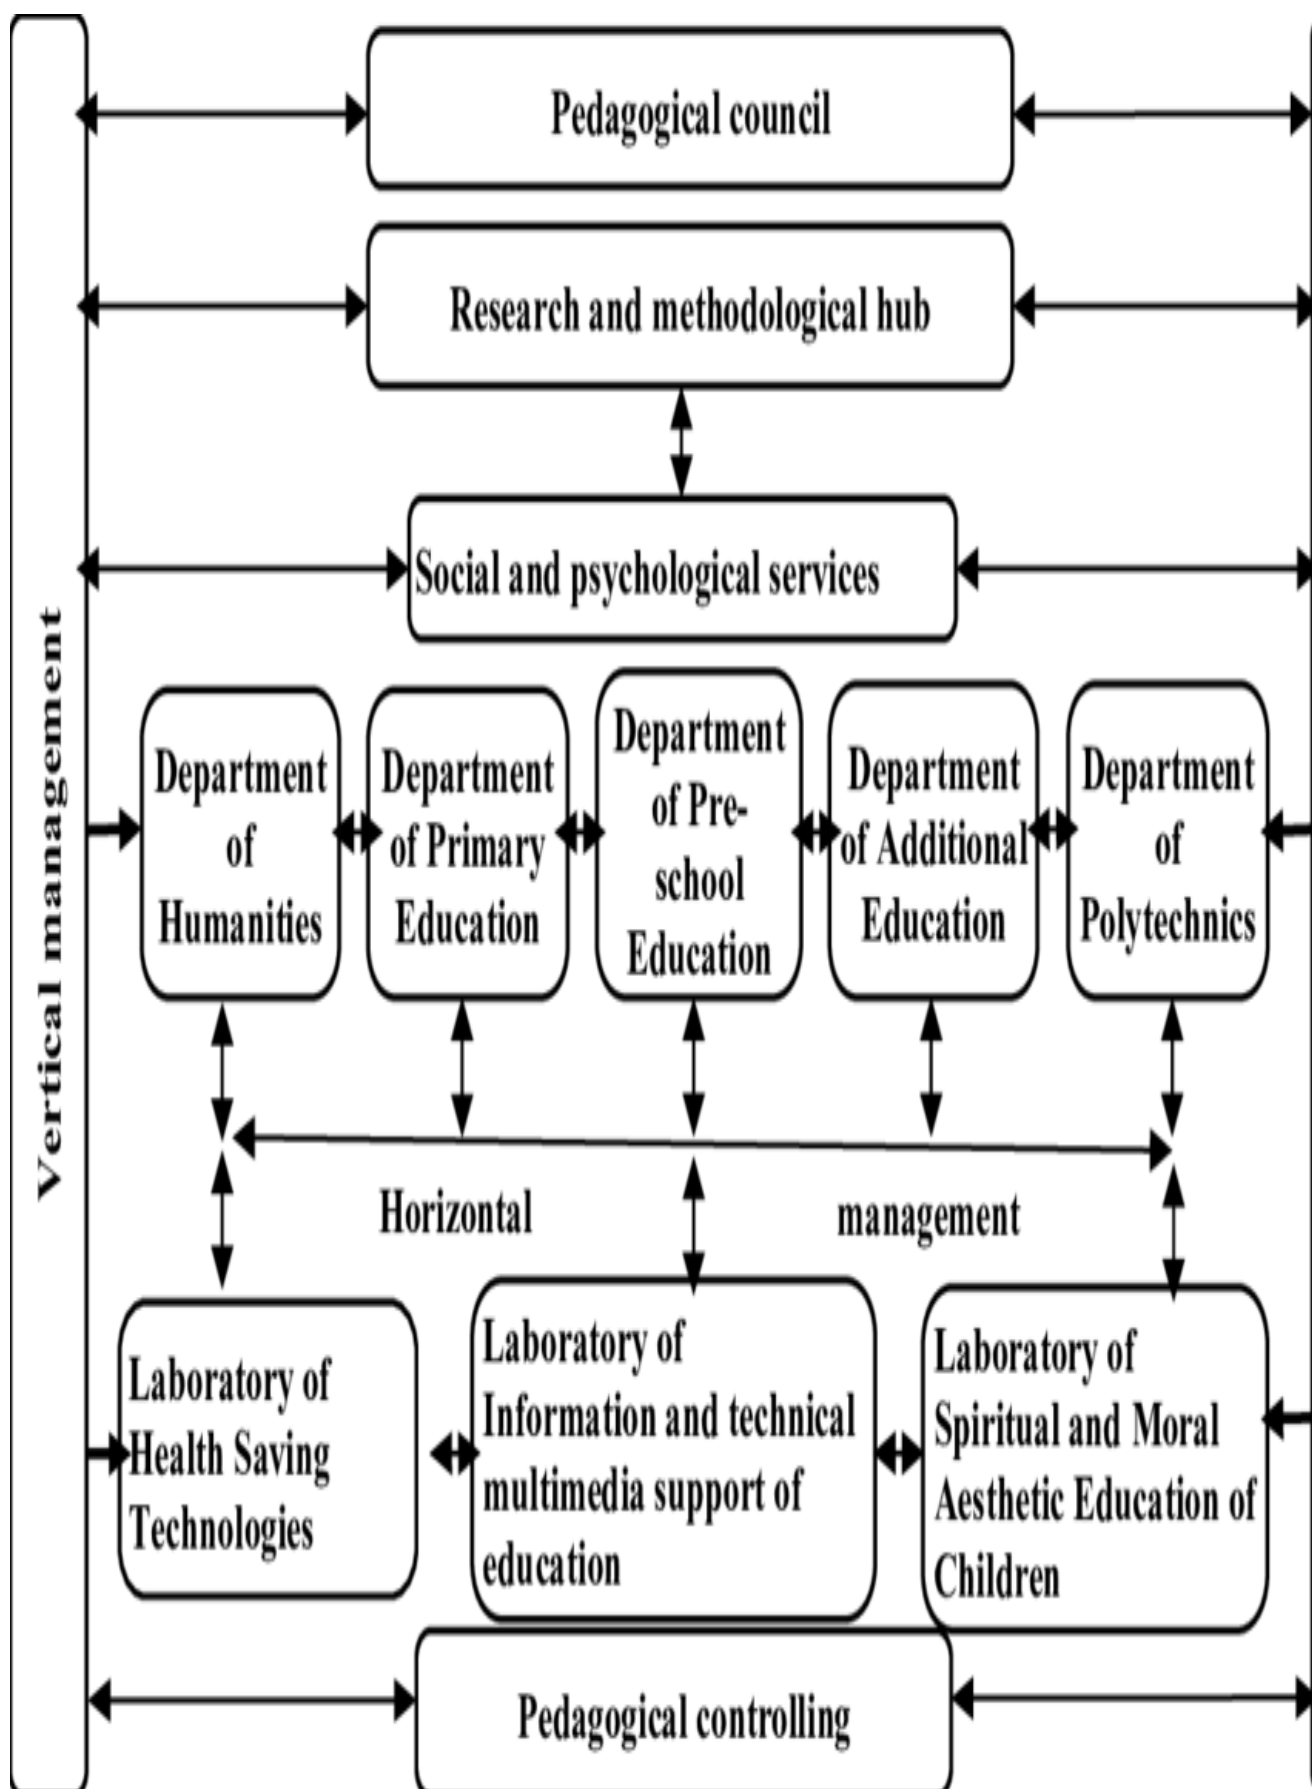 Pedagogical council
Research and methodological hub
Social and psychological services
Vertical management
Department
of
Humanities
Department
of Primary
Education
Department
of Pre-
school
Education
Department
of Additional
Education
Department
of
Polytechnics
Horizontal management
Laboratory of
Health Saving
Technologies
Laboratory of
Information and technical
multimedia support of
education
Laboratory of
Spiritual and Moral
Aesthetic Education of
Children
Pedagogical controlling